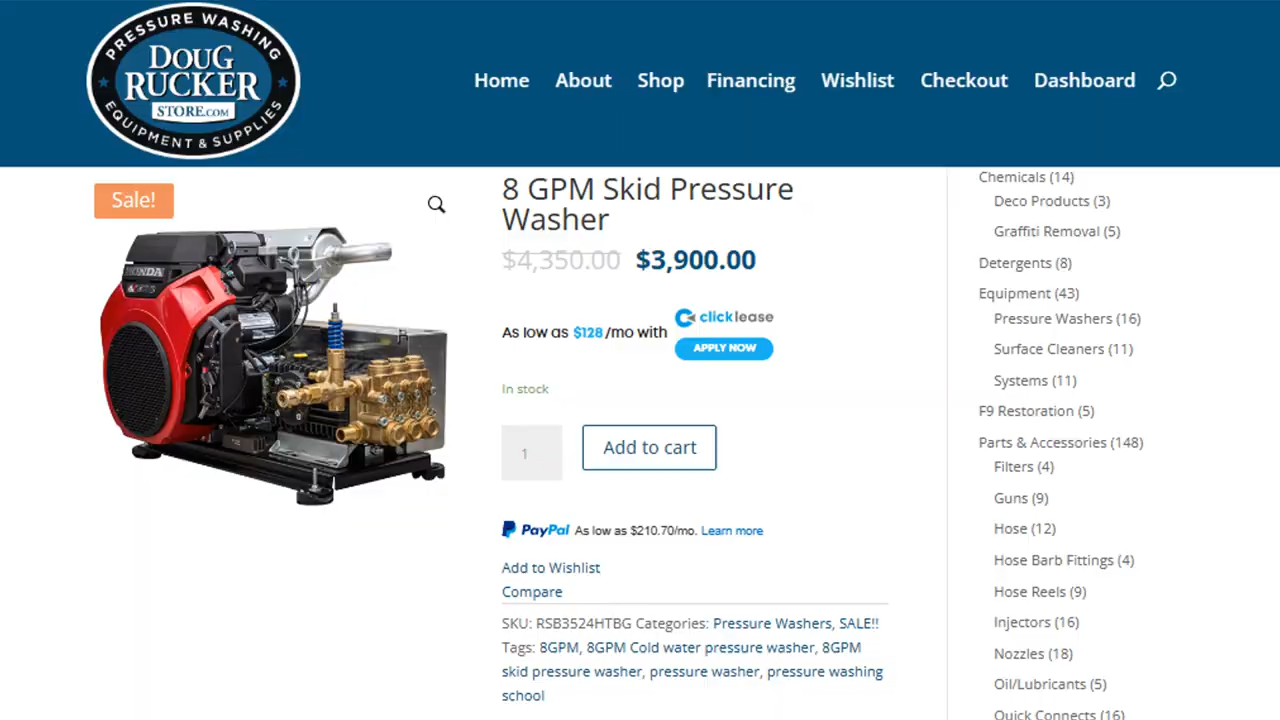 PRESSURE WASHING
DOUG
RUCKER
STORE.COM
EQUIPMENT & SUPPLIES
Home About Shop Financing Wishlist Checkout Dashboard
Sale!
HONDA
8 GPM Skid Pressure
Washer
$4,350.00 $3,900.00
As low as $128/mo with
clicklease
APPLY NOW
In stock
1
Add to cart
PayPal As low as $210.70/mo. Learn more
Add to Wishlist
Compare
SKU: RSB3524HTBG Categories: Pressure Washers, SALE!!
Tags: 8GPM, 8GPM Cold water pressure washer, 8GPM
skid pressure washer, pressure washer, pressure washing
school
Chemicals (14)
Deco Products (3)
Graffiti Removal (5)
Detergents (8)
Equipment (43)
Pressure Washers (16)
Surface Cleaners (11)
Systems (11)
F9 Restoration (5)
Parts & Accessories (148)
Filters (4)
Guns (9)
Hose (12)
Hose Barb Fittings (4)
Hose Reels (9)
Injectors (16)
Nozzles (18)
Oil/Lubricants (5)
Quick Connects (16)